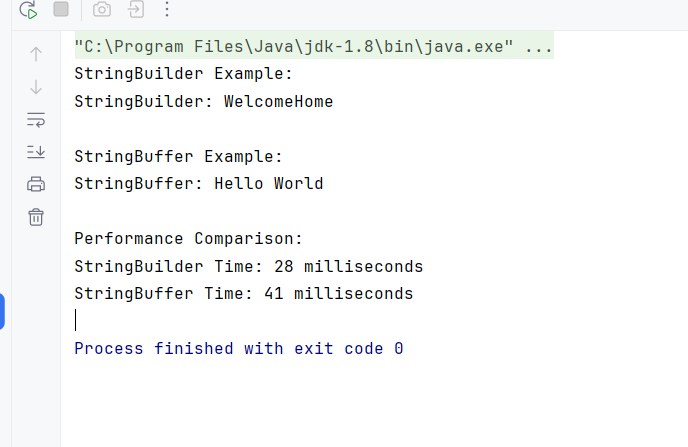 "C:\Program Files\Java\jdk-1.8\bin\java.exe" ...
StringBuilder Example:
StringBuilder: WelcomeHome
StringBuffer Example:
StringBuffer: Hello World
Performance Comparison:
StringBuilder Time: 28 milliseconds
StringBuffer Time: 41 milliseconds
Process finished with exit code 0